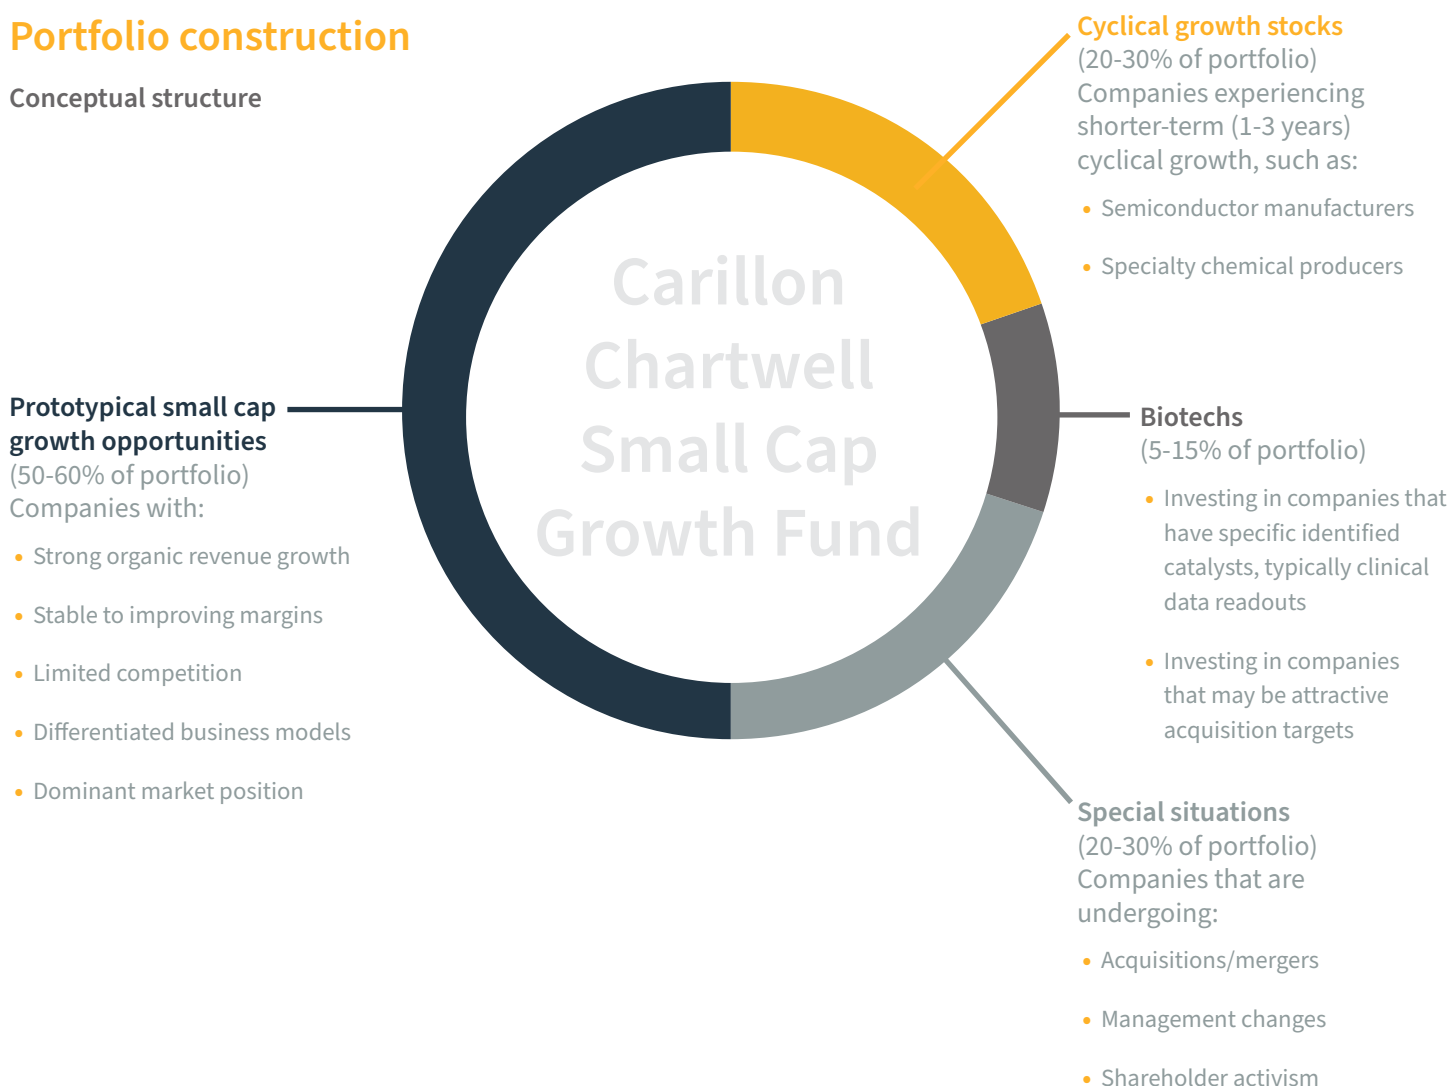 Portfolio construction
Conceptual structure
Cyclical growth stocks
(20-30% of portfolio)
Companies experiencing
shorter-term (1-3 years)
cyclical growth, such as:
• Semiconductor manufacturers
• Specialty chemical producers
Carillon
Chartwell
Small Cap
Growth Fund
Prototypical small cap
growth opportunities
(50-60% of portfolio)
Companies with:
• Strong organic revenue growth
• Stable to improving margins
• Limited competition
• Differentiated business models
• Dominant market position
Biotechs
(5-15% of portfolio)
• Investing in companies that
have specific identified
catalysts, typically clinical
data readouts
• Investing in companies
that may be attractive
acquisition targets
Special situations
(20-30% of portfolio)
Companies that are
undergoing:
• Acquisitions/mergers
• Management changes
• Shareholder activism